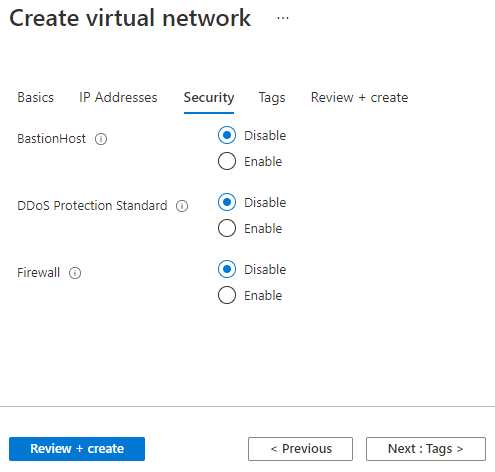 Create virtual network ...
Basics IP Addresses Security Tags Review + create
BastionHost Disable
Enable
DDoS Protection Standard Disable
Enable
Firewall Disable
Enable
Review + create < Previous Next : Tags >